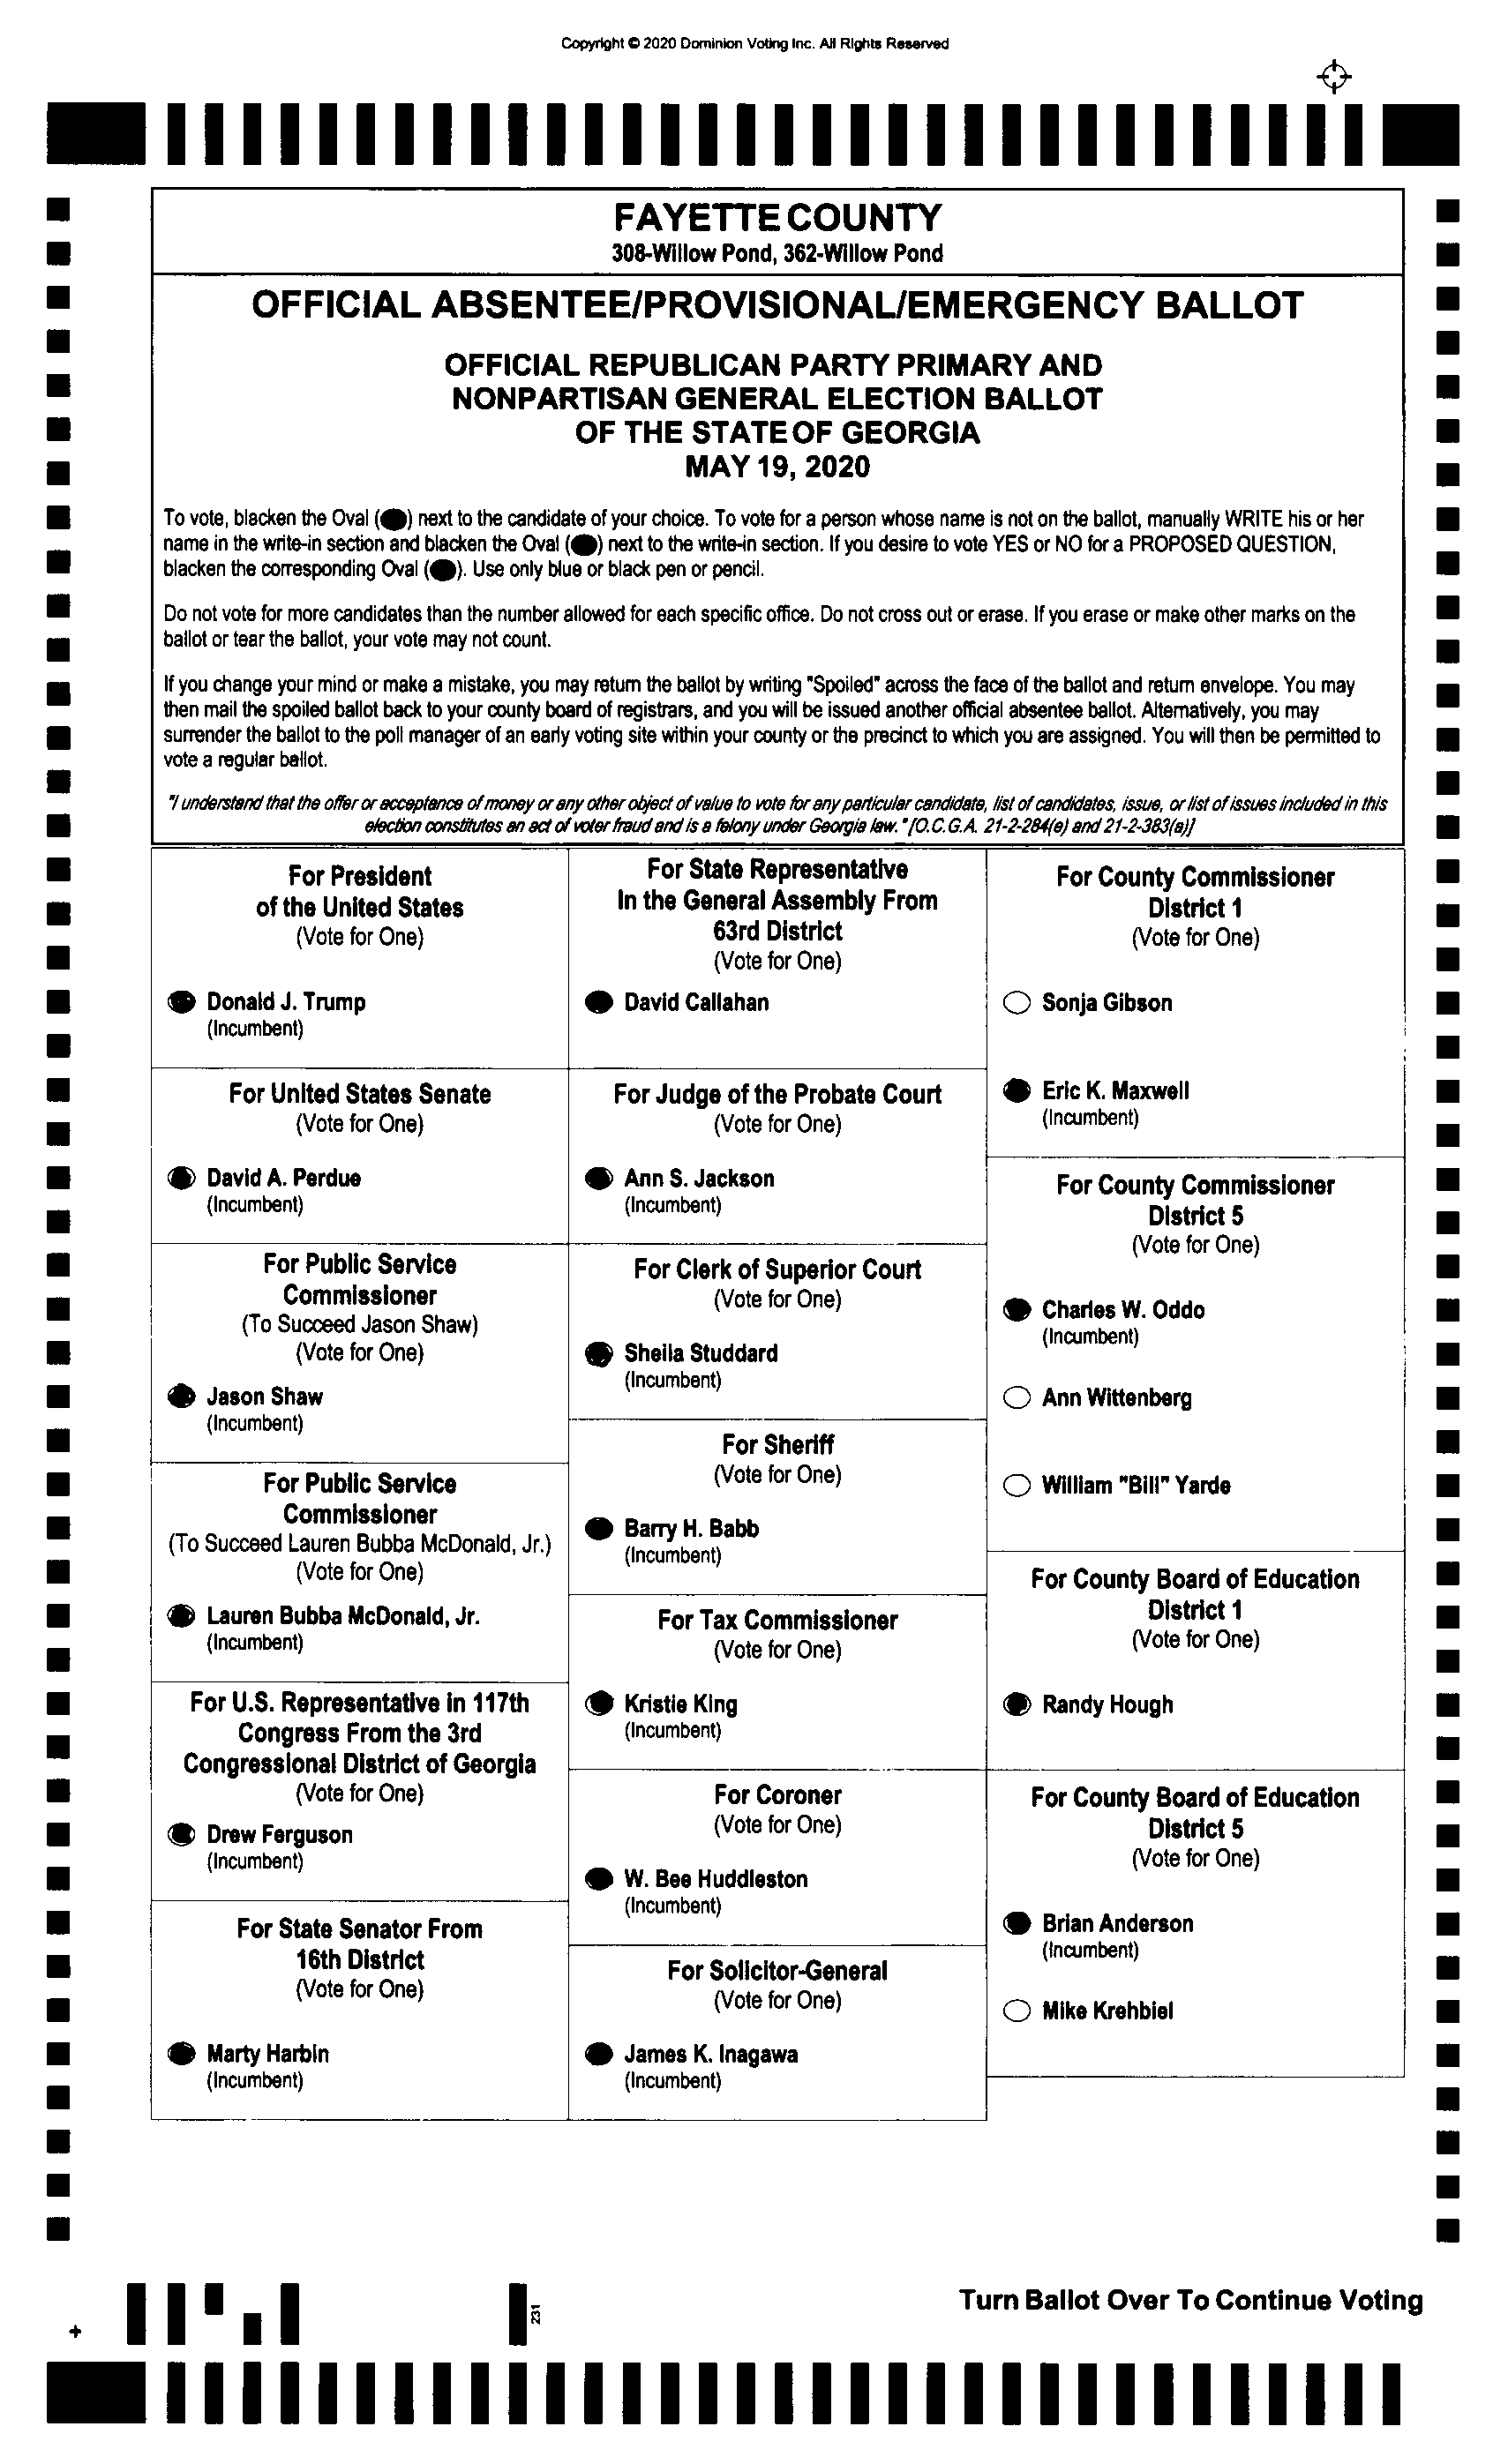 Copyright © 2020 Dominion Voting Inc. All Rights Reserved
FAYETTE COUNTY
308-Willow Pond, 362-Willow Pond
OFFICIAL ABSENTEE/PROVISIONAL/EMERGENCY BALLOT
OFFICIAL REPUBLICAN PARTY PRIMARY AND
NONPARTISAN GENERAL ELECTION BALLOT
OF THE STATE OF GEORGIA
MAY 19, 2020
To vote, blacken the Oval ( ) next to the candidate of your choice. To vote for a person whose name is not on the ballot, manually WRITE his or her
name in the write-in section and blacken the Oval ( ) next to the write-in section. If you desire to vote YES or NO for a PROPOSED QUESTION,
blacken the corresponding Oval ( ). Use only blue or black pen or pencil.
Do not vote for more candidates than the number allowed for each specific office. Do not cross out or erase. If you erase or make other marks on the
ballot or tear the ballot, your vote may not count.
If you change your mind or make a mistake, you may return the ballot by writing "Spoiled" across the face of the ballot and return envelope. You may
then mail the spoiled ballot back to your county board of registrars, and you will be issued another official absentee ballot. Alternatively, you may
surrender the ballot to the poll manager of an early voting site within your county or the precinct to which you are assigned. You will then be permitted to
vote a regular ballot.
"I understand that the offer or acceptance of money or any other object of value to vote for any particular candidate, list of candidates, issue, or list of issues included in this
election constitutes an act of voter fraud and is a felony under Georgia law." [O.C.G.A. 21-2-284(e) and 21-2-383(a)]
For President
of the United States
(Vote for One)
Donald J. Trump
(Incumbent)
For United States Senate
(Vote for One)
David A. Perdue
(Incumbent)
For Public Service
Commissioner
(To Succeed Jason Shaw)
(Vote for One)
Jason Shaw
(Incumbent)
For Public Service
Commissioner
(To Succeed Lauren Bubba McDonald, Jr.)
(Vote for One)
Lauren Bubba McDonald, Jr.
(Incumbent)
For U.S. Representative in 117th
Congress From the 3rd
Congressional District of Georgia
(Vote for One)
Drew Ferguson
(Incumbent)
For State Senator From
16th District
(Vote for One)
Marty Harbin
(Incumbent)
For State Representative
In the General Assembly From
63rd District
(Vote for One)
David Callahan
For Judge of the Probate Court
(Vote for One)
Ann S. Jackson
(Incumbent)
For Clerk of Superior Court
(Vote for One)
Sheila Studdard
(Incumbent)
For Sheriff
(Vote for One)
Barry H. Babb
(Incumbent)
For Tax Commissioner
(Vote for One)
Kristie King
(Incumbent)
For Coroner
(Vote for One)
W. Bee Huddleston
(Incumbent)
For Solicitor-General
(Vote for One)
James K. Inagawa
(Incumbent)
For County Commissioner
District 1
(Vote for One)
Sonja Gibson
Eric K. Maxwell
(Incumbent)
For County Commissioner
District 5
(Vote for One)
Charles W. Oddo
(Incumbent)
Ann Wittenberg
William "Bill" Yarde
For County Board of Education
District 1
(Vote for One)
Randy Hough
For County Board of Education
District 5
(Vote for One)
Brian Anderson
(Incumbent)
Mike Krehbiel
231
Turn Ballot Over To Continue Voting